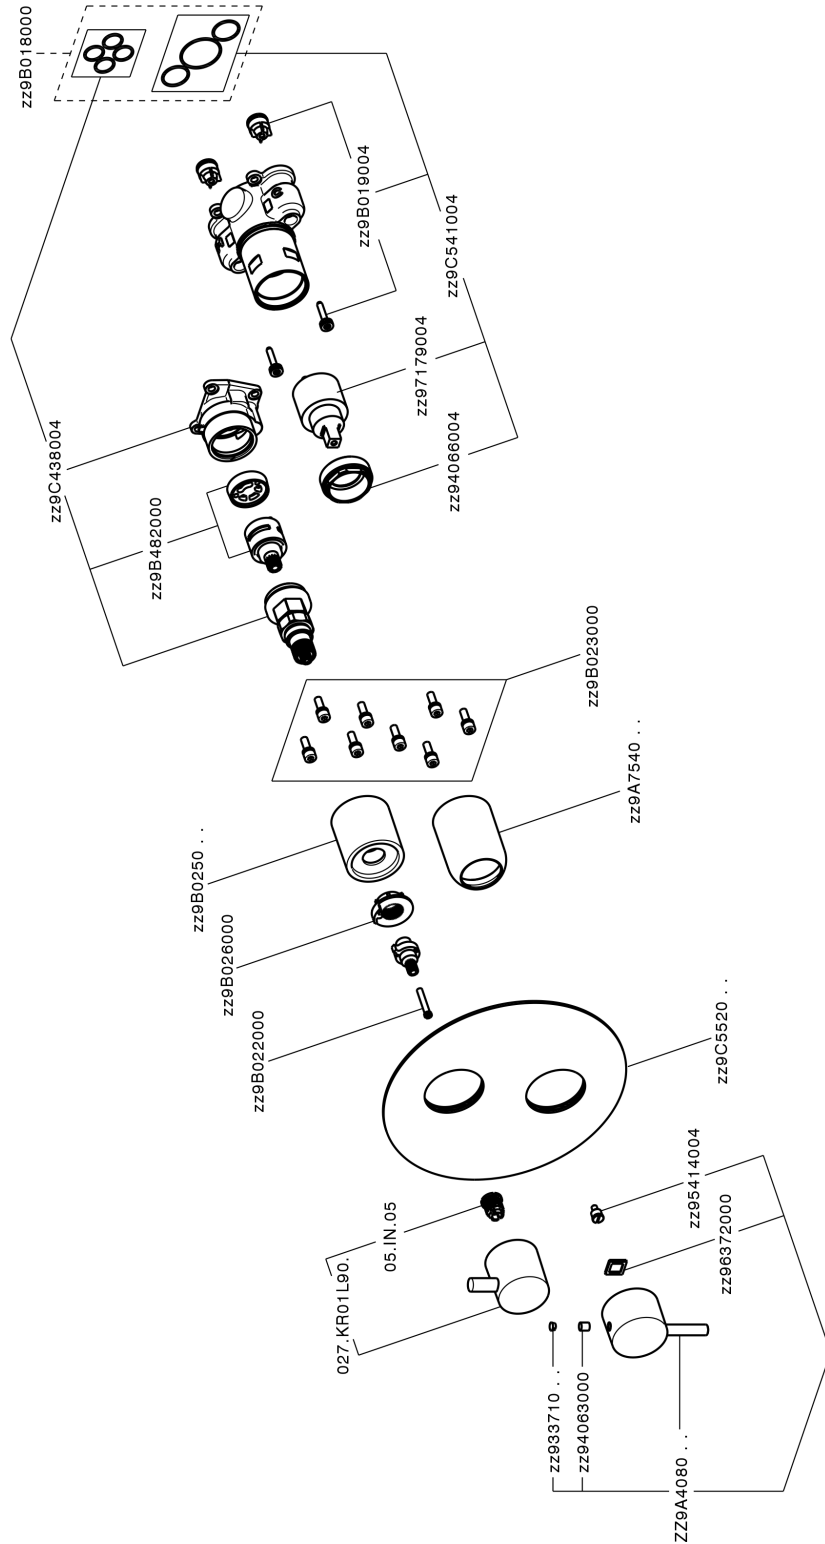 zz9B018000
zz9B019004
zz9C541004
zz97179004
zz94066004
zz9C438004
zz9B482000
zz9B023000
zz9A7540 . .
zz9B0250 . .
zz9B026000
zz9B022000
zz9C5520 . .
zz95414004
zz96372000
05.IN.05
027.KR01L90.
zz933710 . .
zz94063000
ZZ9A4080 . .